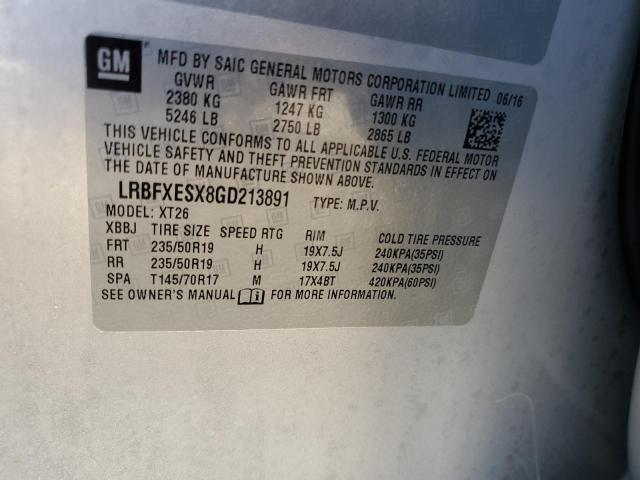 GM
MFD BY SAIC GENERAL MOTORS CORPORATION LIMITED 06/16
GVWR GAWR FRT GAWR RR
2380 KG 1247 KG 1300 KG
5246 LB 2750 LB 2865 LB
THIS VEHICLE CONFORMS TO ALL APPLICABLE U.S. FEDERAL MOTOR
VEHICLE SAFETY AND THEFT PREVENTION STANDARDS IN EFFECT ON
THE DATE OF MANUFACTURE SHOWN ABOVE.
LRBFXESX8GD213891 TYPE: M.P.V.
MODEL: XT26
XBBJ TIRE SIZE SPEED RTG RIM COLD TIRE PRESSURE
FRT 235/50R19 H 19X7.5J 240KPA(35PSI)
RR 235/50R19 H 19X7.5J 240KPA(35PSI)
SPA T145/70R17 M 17X4BT 420KPA(60PSI)
SEE OWNER'S MANUAL i FOR MORE INFORMATION.